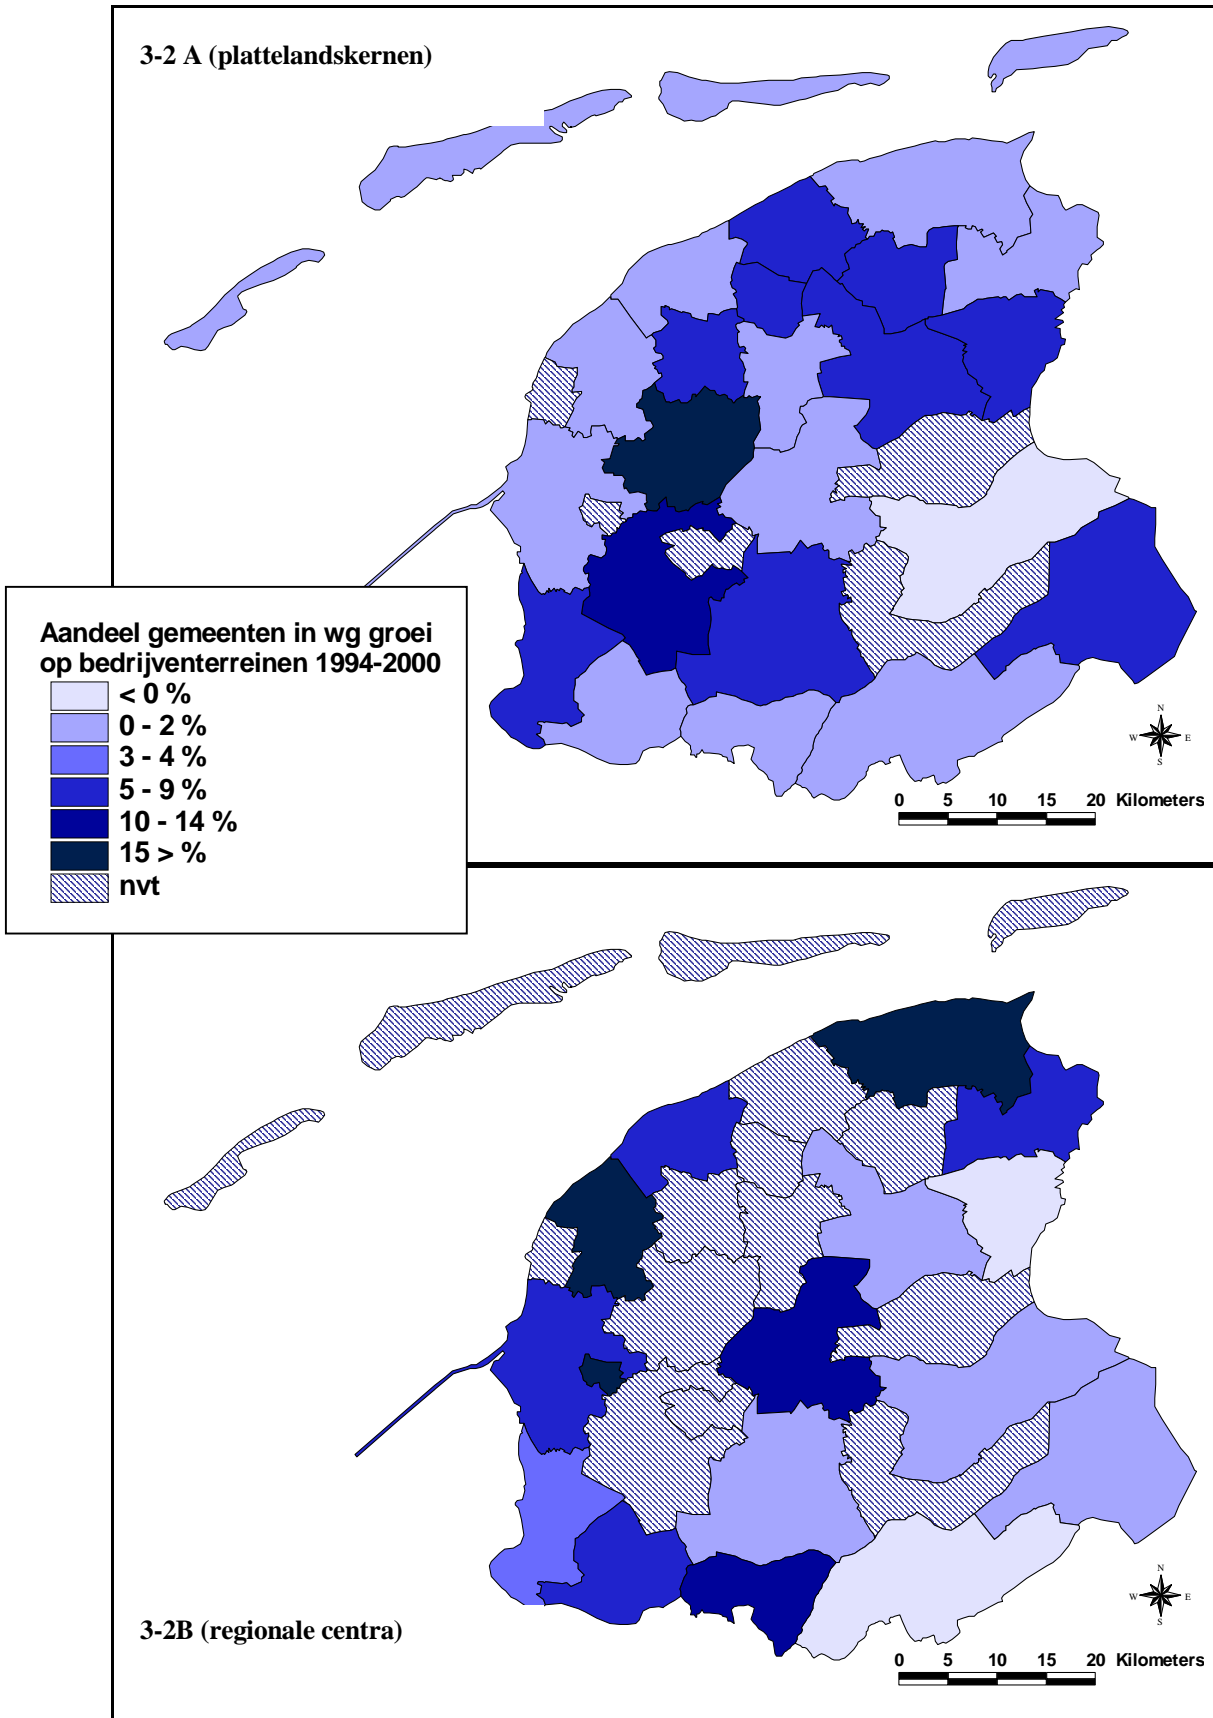 3-2 A (plattelandskernen)
Aandeel gemeenten in wg groei
op bedrijventerreinen 1994-2000
< 0 %
0 - 2 %
3 - 4 %
5 - 9 %
10 - 14 %
15 > %
nvt
N
W E
S
0 5 10 15 20 Kilometers
3-2B (regionale centra)
N
W E
S
0 5 10 15 20 Kilometers